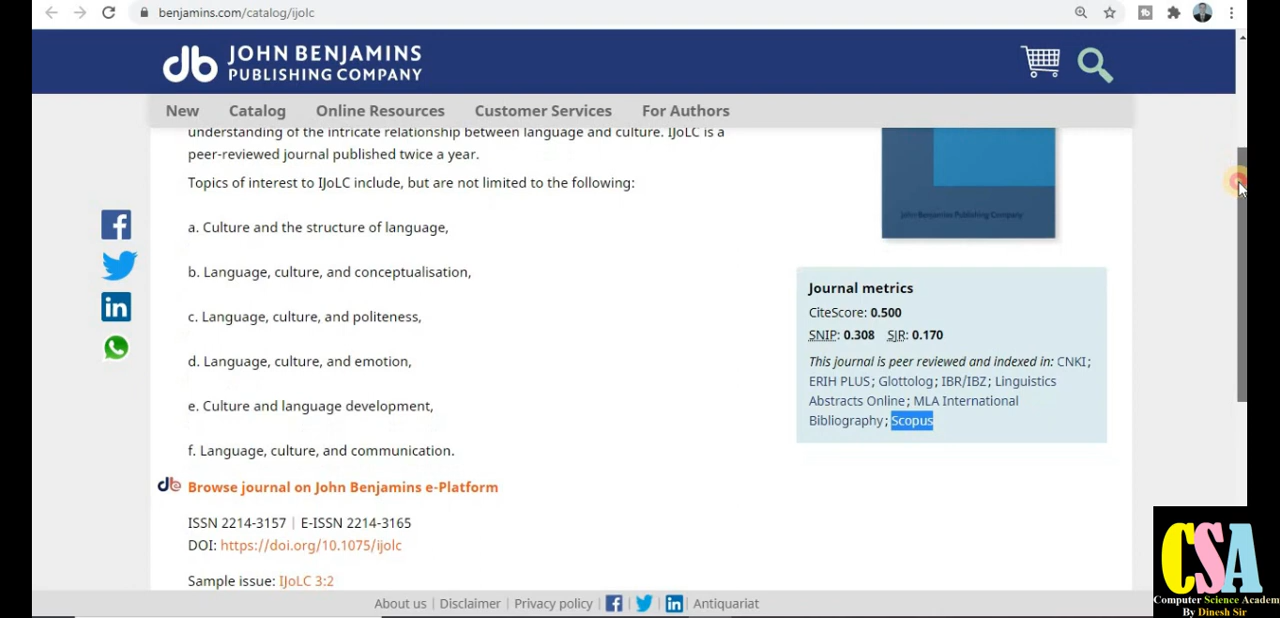 benjamins.com/catalog/ijolc
JOHN BENJAMINS
PUBLISHING COMPANY
New Catalog Online Resources Customer Services For Authors
understanding of the intricate relationship between language and culture. IJoLC is a
peer-reviewed journal published twice a year.
Topics of interest to IJoLC include, but are not limited to the following:
a. Culture and the structure of language,
b. Language, culture, and conceptualisation,
c. Language, culture, and politeness,
d. Language, culture, and emotion,
e. Culture and language development,
f. Language, culture, and communication.
Browse journal on John Benjamins e-Platform
ISSN 2214-3157 | E-ISSN 2214-3165
DOI: https://doi.org/10.1075/ijolc
Sample issue: IJoLC 3:2
John Benjamins Publishing Company
Journal metrics
CiteScore: 0.500
SNIP: 0.308 SJR: 0.170
This journal is peer reviewed and indexed in: CNKI;
ERIH PLUS; Glottolog; IBR/IBZ; Linguistics
Abstracts Online; MLA International
Bibliography; Scopus
About us | Disclaimer | Privacy policy | | Antiquariat
CSA
Computer Science Academ
By Dinesh Sir